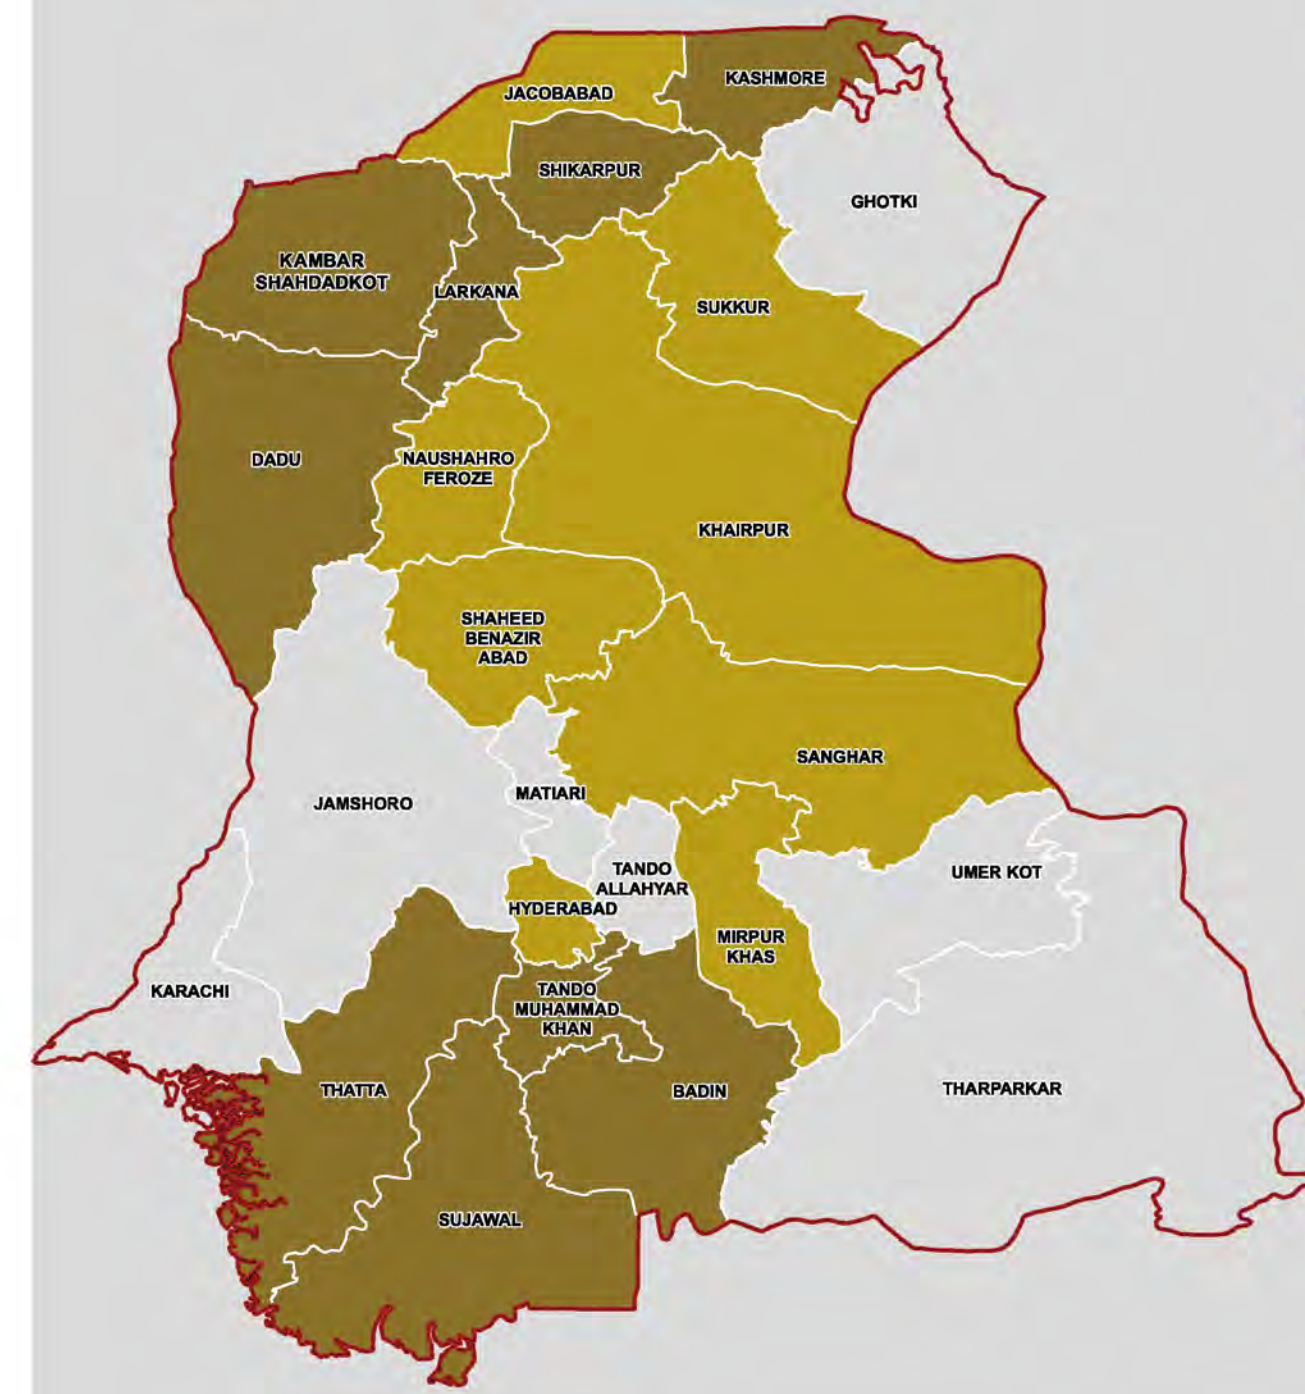 KASHMORE
JACOBABAD
SHIKARPUR
GHOTKI
KAMBAR
SHAHDADKOT
LARKANA
SUKKUR
DADU
NAUSHAHRO
FEROZE
KHAIRPUR
SHAHEED
BENAZIR
ABAD
SANGHAR
MATIARI
JAMSHORO
TANDO
ALLAHYAR
UMER KOT
HYDERABAD
MIRPUR
KHAS
KARACHI
TANDO
MUHAMMAD
KHAN
THATTA
BADIN
THARPARKAR
SUJAWAL